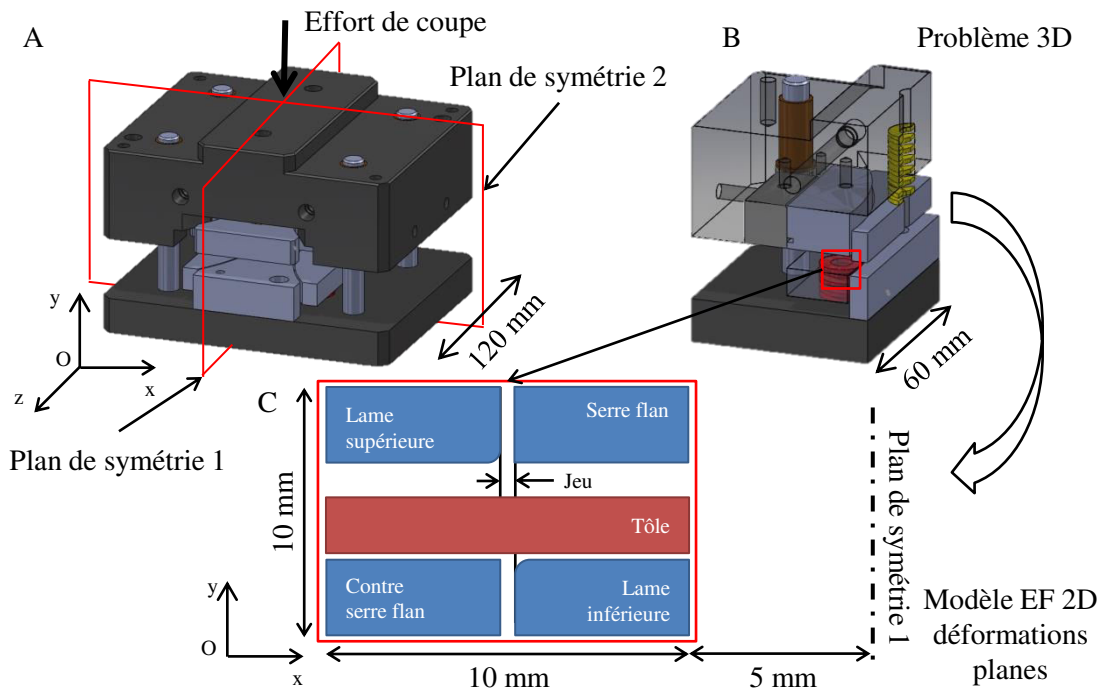 A
Effort de coupe
Plan de symétrie 2
B
Problème 3D
y
O
x
z
120 mm
60 mm
Plan de symétrie 1
C
Lame
supérieure
Serre flan
Jeu
Tôle
Contre
serre flan
Lame
inférieure
10 mm
y
O
x
10 mm
5 mm
Plan de symétrie 1
Modèle EF 2D
déformations
planes